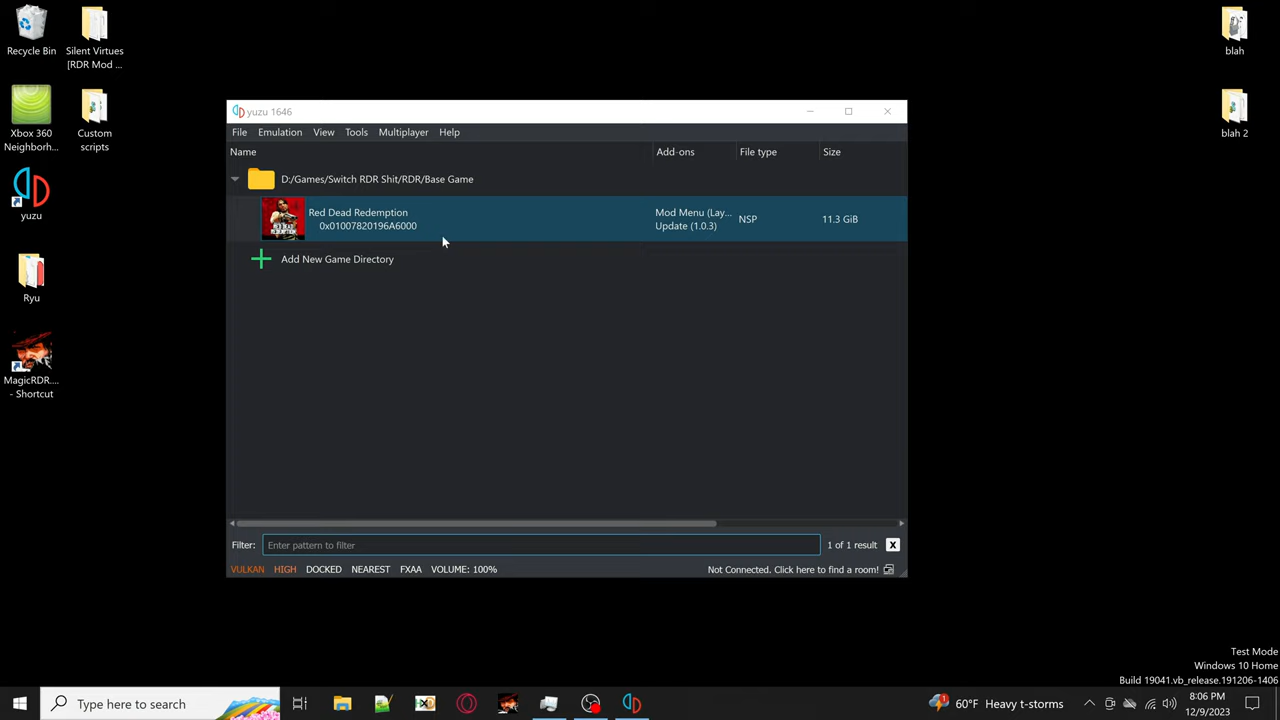 Recycle Bin
Silent Virtues
[RDR Mod ...
Xbox 360
Neighborh...
Custom
scripts
yuzu
Ryu
MagicRDR....
- Shortcut
blah
blah 2
yuzu 1646
File Emulation View Tools Multiplayer Help
Name Add-ons File type Size
D:/Games/Switch RDR Shit/RDR/Base Game
Red Dead Redemption
0x01007820196A6000
Mod Menu (Lay...
Update (1.0.3)
NSP
11.3 GiB
Add New Game Directory
Filter: Enter pattern to filter 1 of 1 result X
VULKAN HIGH DOCKED NEAREST FXAA VOLUME: 100% Not Connected. Click here to find a room!
Test Mode
Windows 10 Home
Build 19041.vb_release.191206-1406
Type here to search
1
60°F Heavy t-storms
8:06 PM
12/9/2023